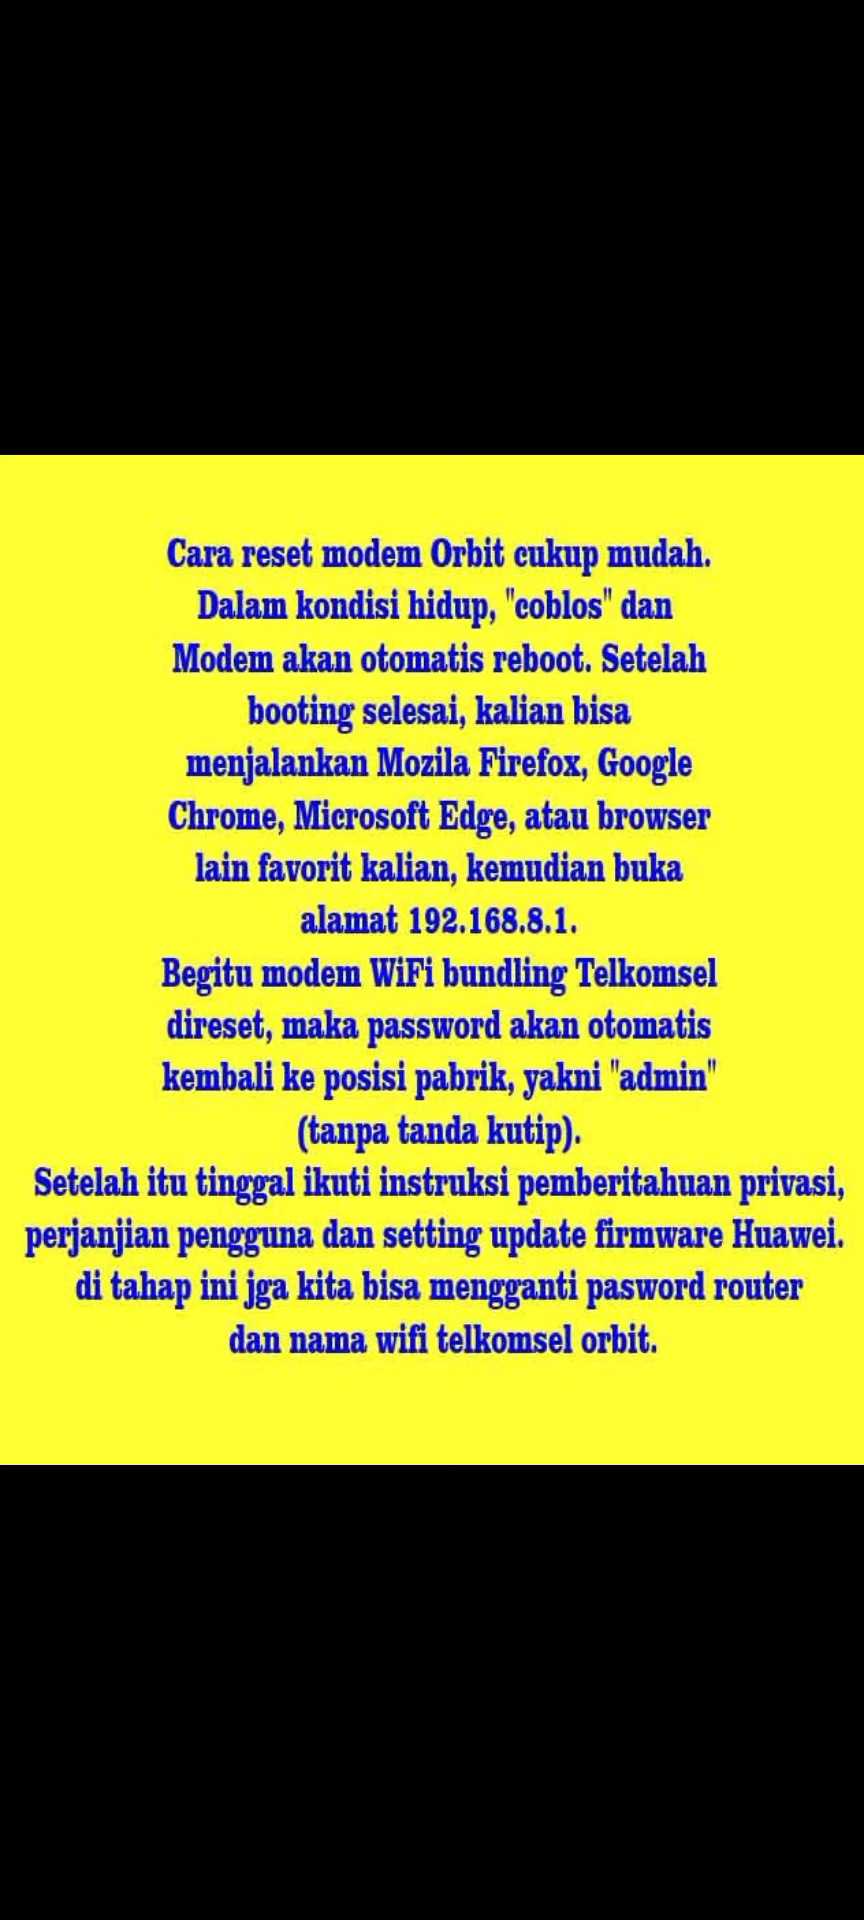 Cara reset modem Orbit cukup mudah.
Dalam kondisi hidup, "coblos" dan
Modem akan otomatis reboot. Setelah
booting selesai, kalian bisa
menjalankan Mozila Firefox, Google
Chrome, Microsoft Edge, atau browser
lain favorit kalian, kemudian buka
alamat 192.168.8.1.
Begitu modem WiFi bundling Telkomsel
direset, maka password akan otomatis
kembali ke posisi pabrik, yakni "admin"
(tanpa tanda kutip).
Setelah itu tinggal ikuti instruksi pemberitahuan privasi,
perjanjian pengguna dan setting update firmware Huawei.
di tahap ini jga kita bisa mengganti pasword router
dan nama wifi telkomsel orbit.